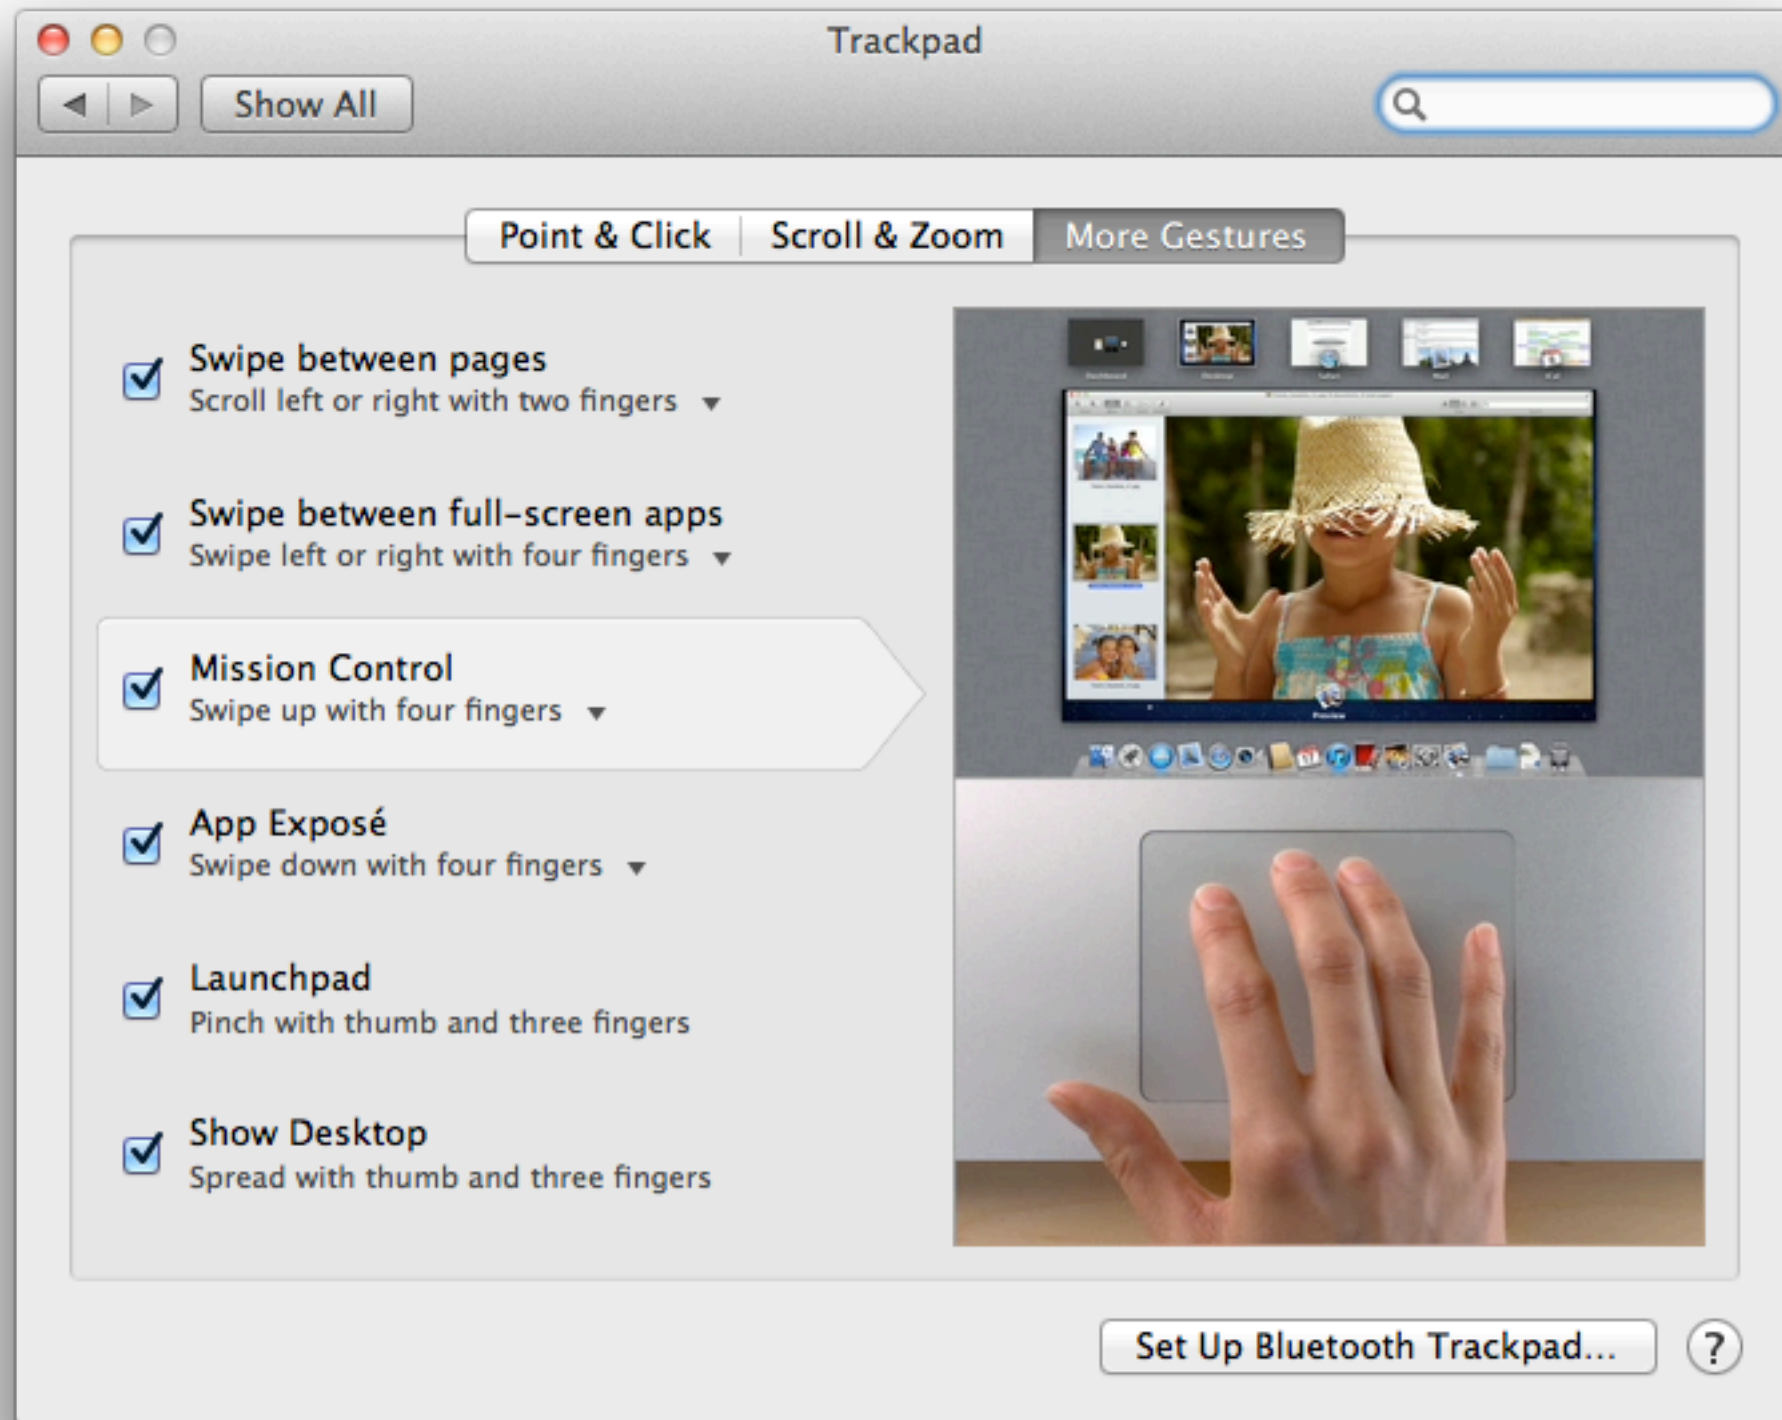 Trackpad
Show All
Point & Click
Scroll & Zoom
More Gestures
Swipe between pages
Scroll left or right with two fingers
Swipe between full-screen apps
Swipe left or right with four fingers
Mission Control
Swipe up with four fingers
App Exposé
Swipe down with four fingers
Launchpad
Pinch with thumb and three fingers
Show Desktop
Spread with thumb and three fingers
Set Up Bluetooth Trackpad...
?